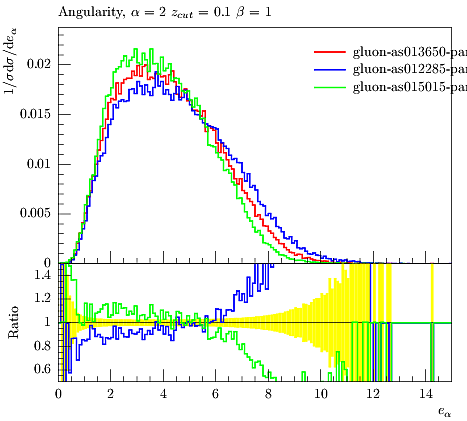 Angularity, α = 2 z_cut = 0.1 β = 1
1/σ dσ/de_α
gluon-as013650-par
gluon-as012285-par
gluon-as015015-par
0.02
0.015
0.01
0.005
0
Ratio
1.4
1.2
1
0.8
0.6
0 2 4 6 8 10 12 14
e_α